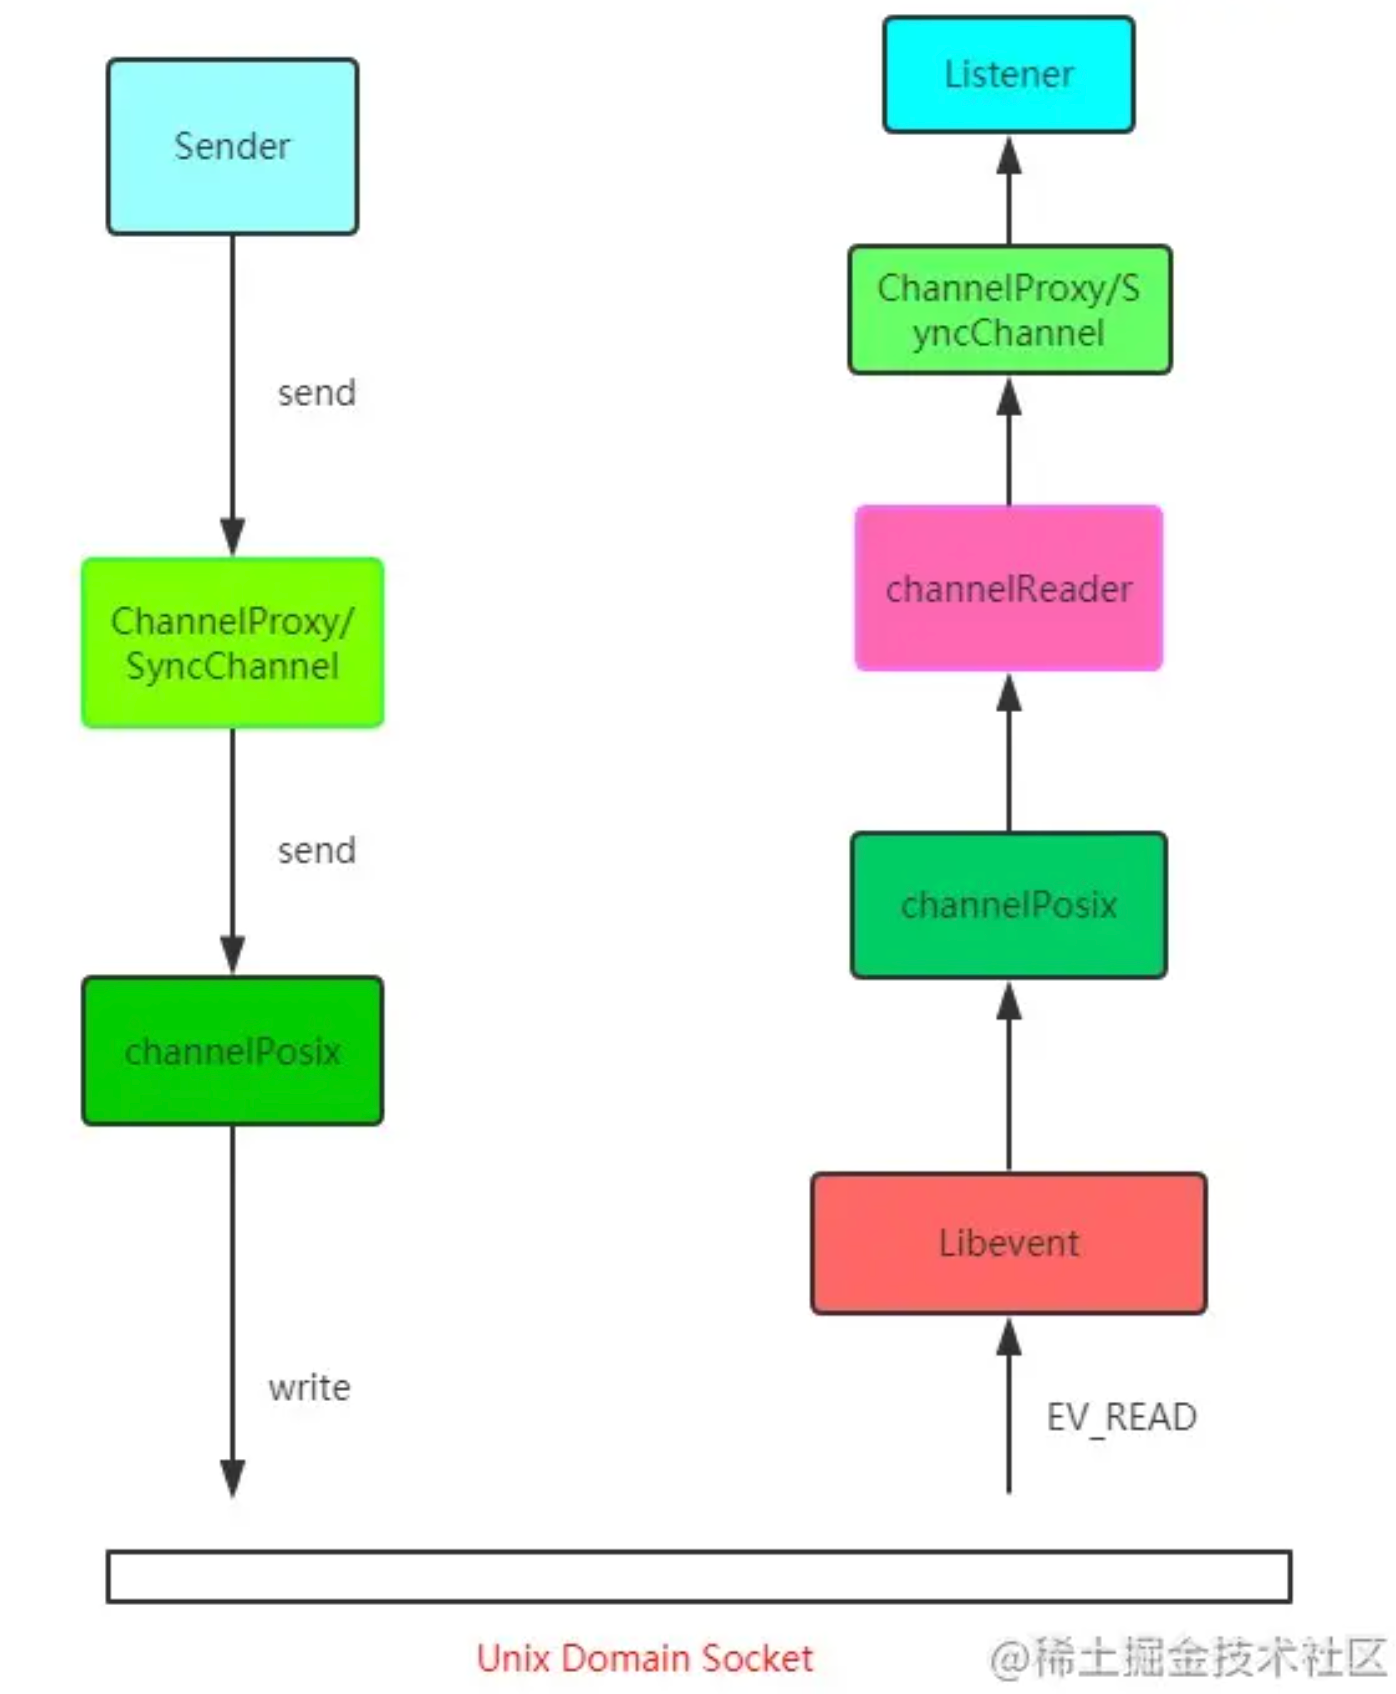 Sender
send
ChannelProxy/
SyncChannel
send
channelPosix
write
Listener
ChannelProxy/S
yncChannel
channelReader
channelPosix
Libevent
EV_READ
Unix Domain Socket
@稀土掘金技术社区